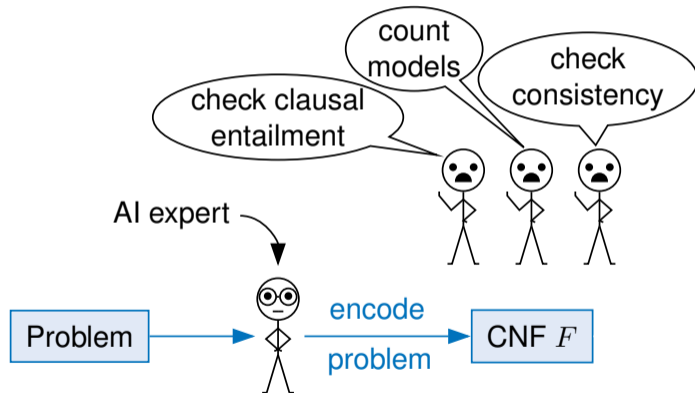 count
models
check
consistency
check clausal
entailment
AI expert
Problem
encode
problem
CNF F